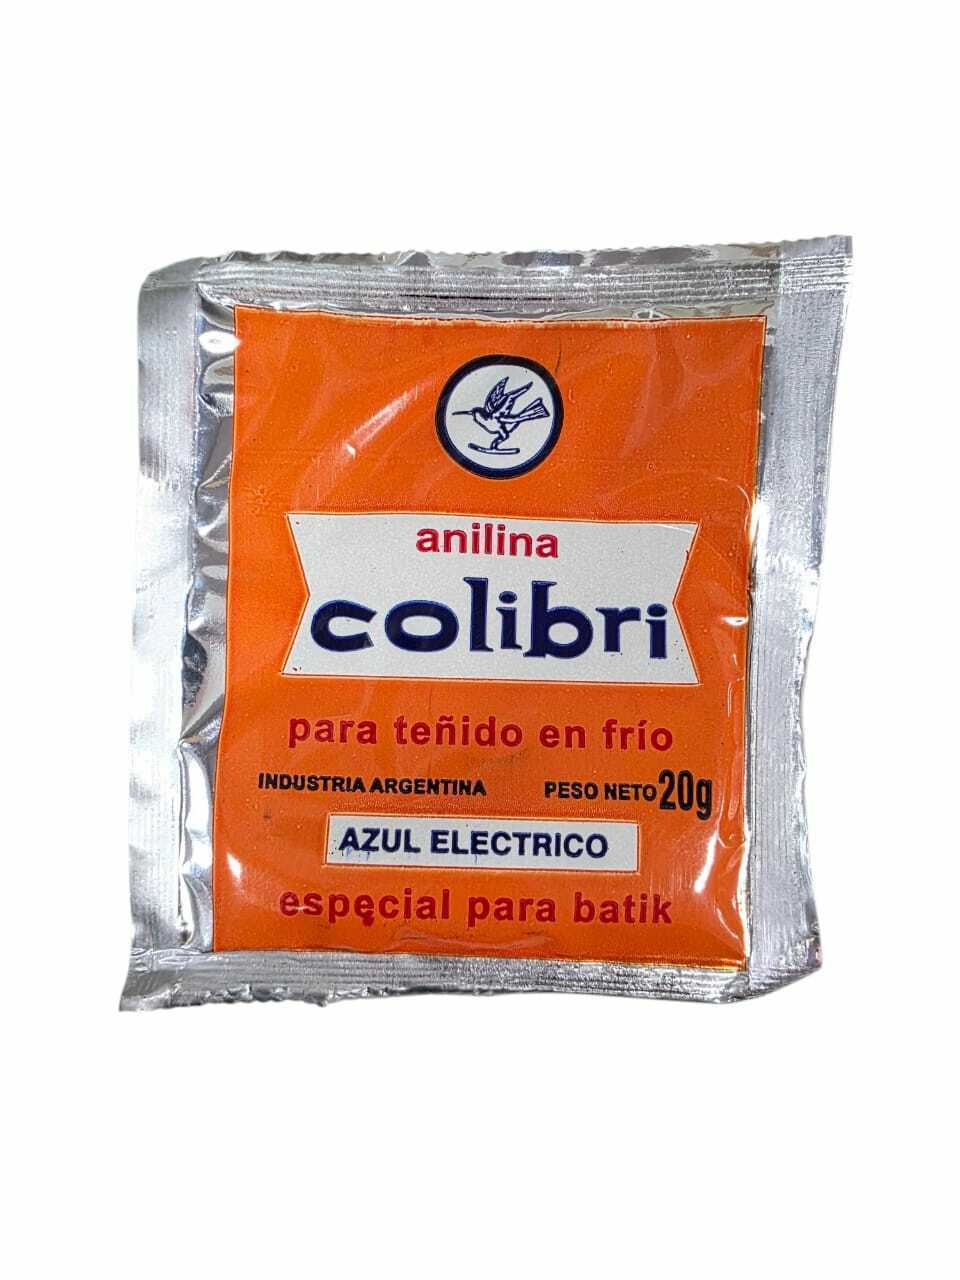 anilina
colibri
para teñido en frío
INDUSTRIA ARGENTINA PESO NETO 20g
AZUL ELECTRICO
especial para batik